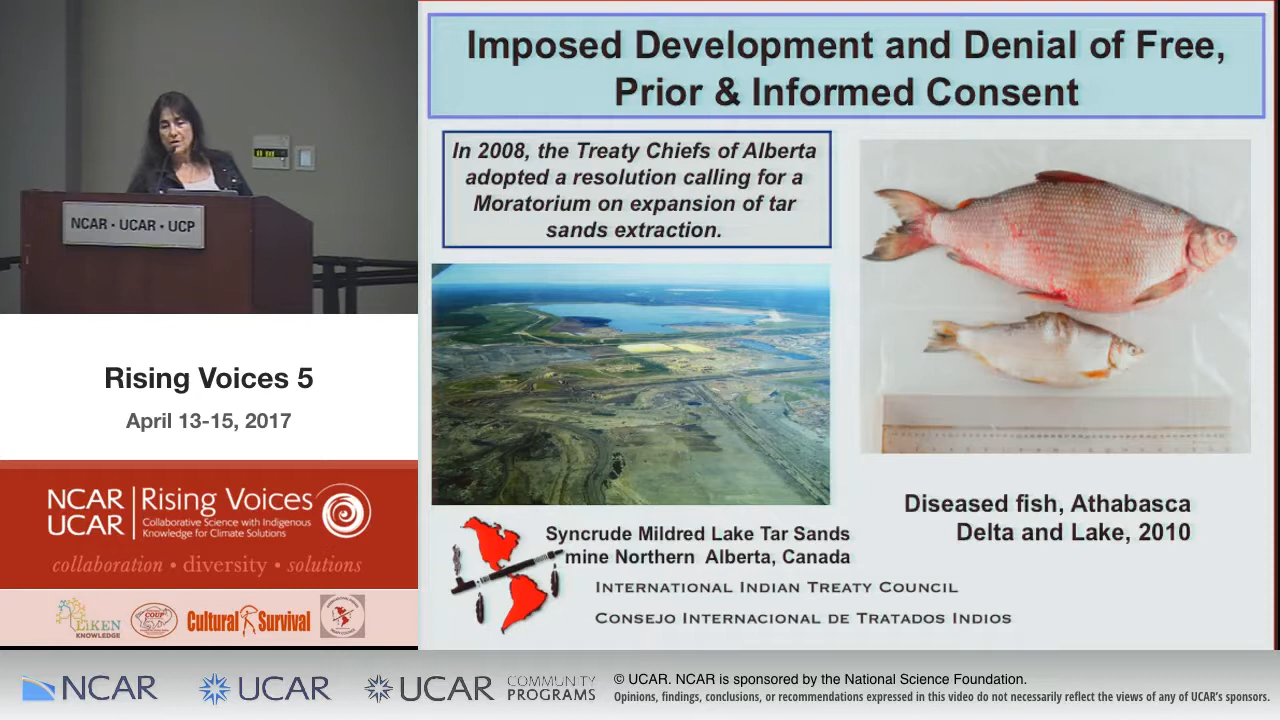 NCAR • UCAR • UCP
Rising Voices 5
April 13-15, 2017
NCAR
UCAR
Rising Voices
Collaborative Science with Indigenous
Knowledge for Climate Solutions
collaboration • diversity • solutions
LIKEN
KNOWLEDGE
COUP
Cultural Survival
Imposed Development and Denial of Free,
Prior & Informed Consent
In 2008, the Treaty Chiefs of Alberta
adopted a resolution calling for a
Moratorium on expansion of tar
sands extraction.
Diseased fish, Athabasca
Delta and Lake, 2010
Syncrude Mildred Lake Tar Sands
mine Northern Alberta, Canada
International Indian Treaty Council
Consejo Internacional de Tratados Indios
NCAR
UCAR
UCAR
COMMUNITY
PROGRAMS
© UCAR. NCAR is sponsored by the National Science Foundation.
Opinions, findings, conclusions, or recommendations expressed in this video do not necessarily reflect the views of any of UCAR's sponsors.